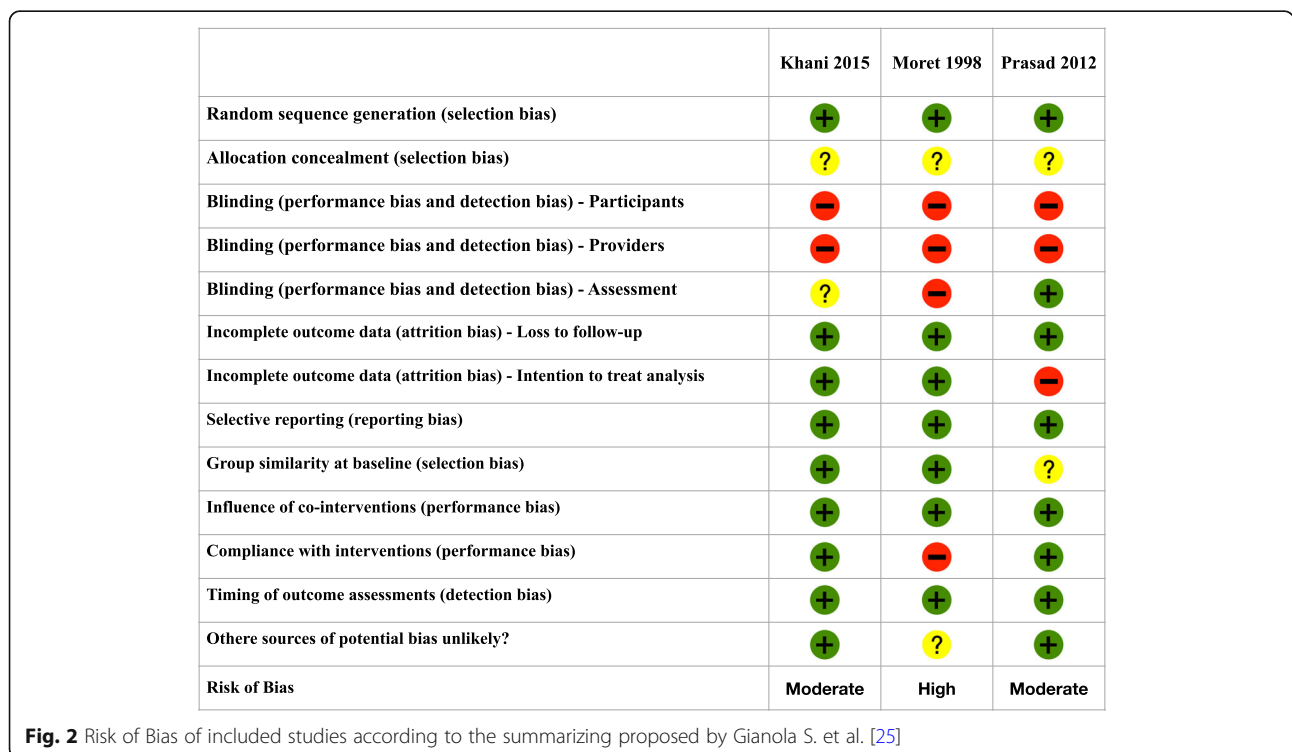 Khani 2015 Moret 1998 Prasad 2012
Random sequence generation (selection bias) + + +
Allocation concealment (selection bias) ? ? ?
Blinding (performance bias and detection bias) - Participants − − −
Blinding (performance bias and detection bias) - Providers − − −
Blinding (performance bias and detection bias) - Assessment ? − +
Incomplete outcome data (attrition bias) - Loss to follow-up + + +
Incomplete outcome data (attrition bias) - Intention to treat analysis + + −
Selective reporting (reporting bias) + + +
Group similarity at baseline (selection bias) + + ?
Influence of co-interventions (performance bias) + + +
Compliance with interventions (performance bias) + − +
Timing of outcome assessments (detection bias) + + +
Othere sources of potential bias unlikely? + ? +
Risk of Bias Moderate High Moderate
Fig. 2 Risk of Bias of included studies according to the summarizing proposed by Gianola S. et al. [25]